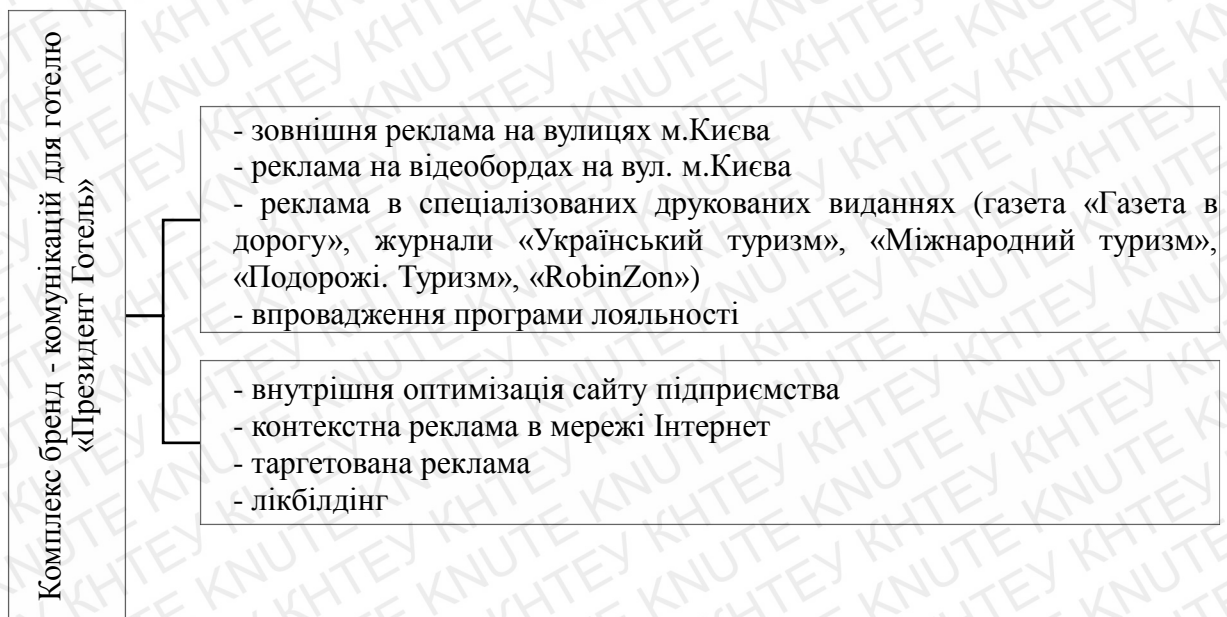 Комплекс бренд - комунікацій для готелю
«Президент Готель»
- зовнішня реклама на вулицях м.Києва
- реклама на відеобордах на вул. м.Києва
- реклама в спеціалізованих друкованих виданнях (газета «Газета в
дорогу», журнали «Український туризм», «Міжнародний туризм»,
«Подорожі. Туризм», «RobinZon»)
- впровадження програми лояльності
- внутрішня оптимізація сайту підприємства
- контекстна реклама в мережі Інтернет
- таргетована реклама
- лікбілдінг